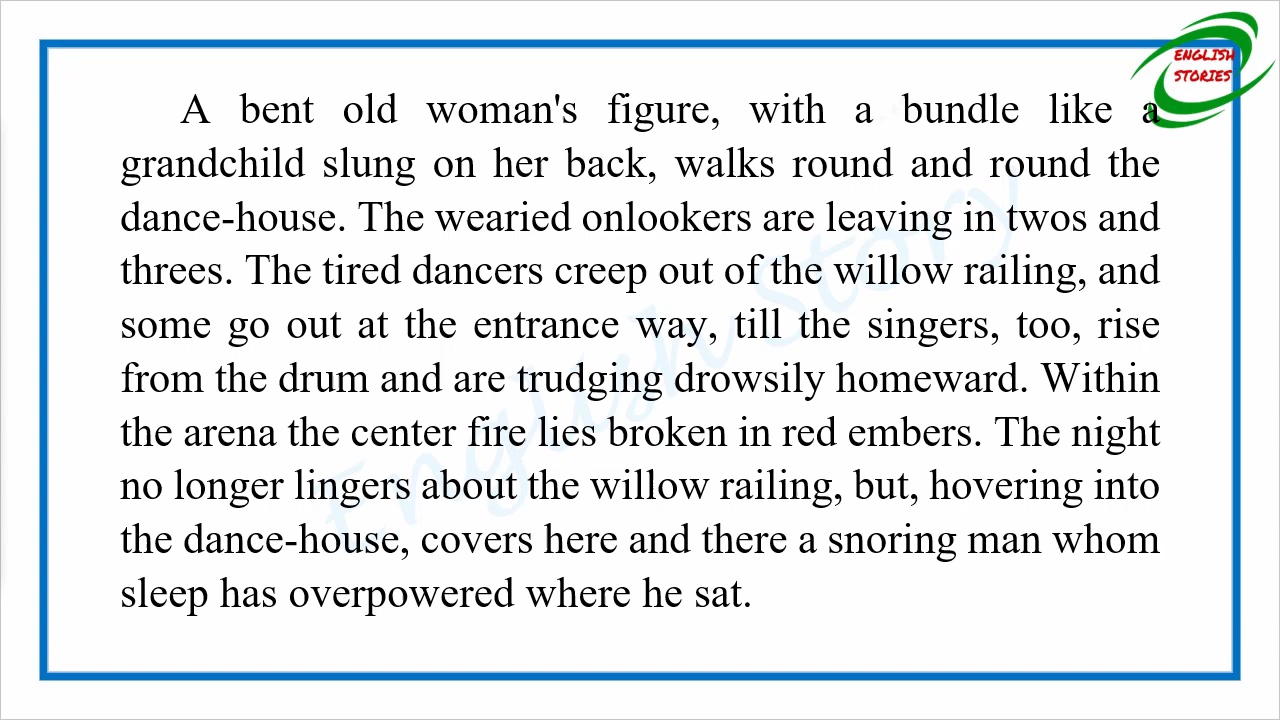 ENGLISH
STORIES
A bent old woman's figure, with a bundle like a
grandchild slung on her back, walks round and round the
dance-house. The wearied onlookers are leaving in twos and
threes. The tired dancers creep out of the willow railing, and
some go out at the entrance way, till the singers, too, rise
from the drum and are trudging drowsily homeward. Within
the arena the center fire lies broken in red embers. The night
no longer lingers about the willow railing, but, hovering into
the dance-house, covers here and there a snoring man whom
sleep has overpowered where he sat.
English Story